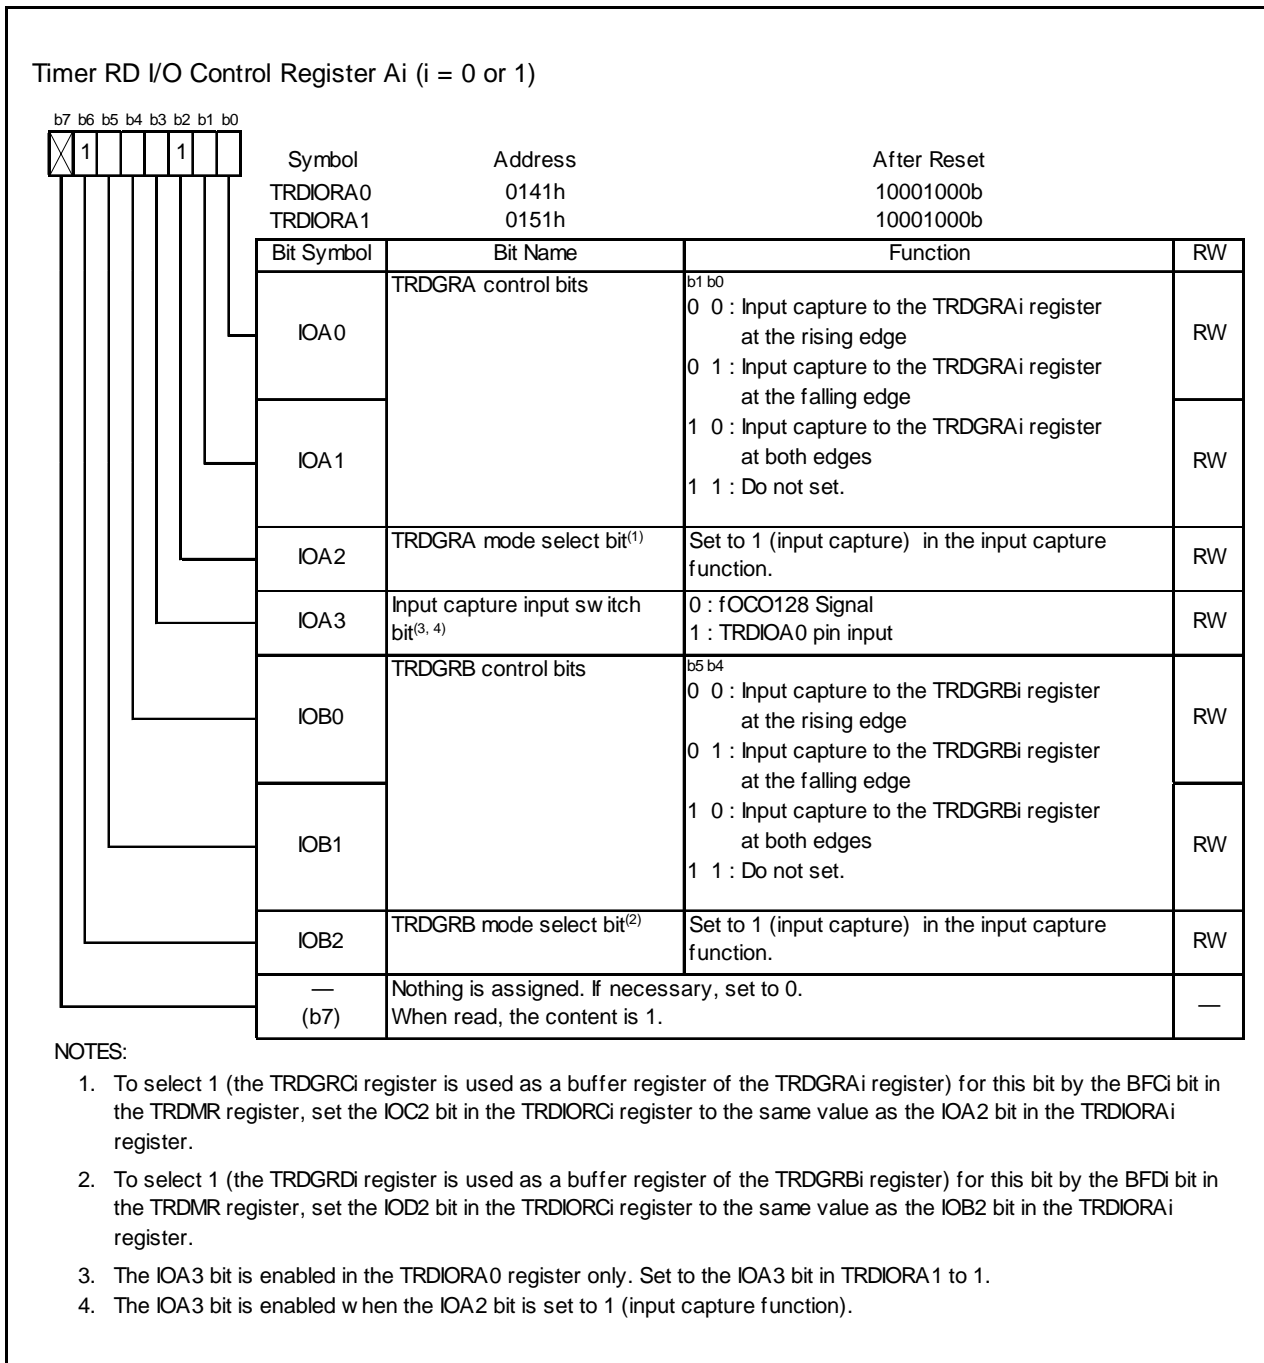 Timer RD I/O Control Register Ai (i = 0 or 1)
b7 b6 b5 b4 b3 b2 b1 b0
1 1
Symbol Address After Reset
TRDIORA0 0141h 10001000b
TRDIORA1 0151h 10001000b
Bit Symbol Bit Name Function RW
IOA0 TRDGRA control bits b1 b0
0 0 : Input capture to the TRDGRAi register
at the rising edge RW
0 1 : Input capture to the TRDGRAi register
at the falling edge
IOA1 1 0 : Input capture to the TRDGRAi register
at both edges RW
1 1 : Do not set.
IOA2 TRDGRA mode select bit(1) Set to 1 (input capture) in the input capture
function. RW
IOA3 Input capture input switch
bit(3, 4) 0 : fOCO128 Signal
1 : TRDIOA0 pin input RW
IOB0 TRDGRB control bits b5 b4
0 0 : Input capture to the TRDGRBi register
at the rising edge RW
0 1 : Input capture to the TRDGRBi register
at the falling edge
IOB1 1 0 : Input capture to the TRDGRBi register
at both edges RW
1 1 : Do not set.
IOB2 TRDGRB mode select bit(2) Set to 1 (input capture) in the input capture
function. RW
— Nothing is assigned. If necessary, set to 0. —
(b7) When read, the content is 1.
NOTES:
1. To select 1 (the TRDGRCi register is used as a buffer register of the TRDGRAi register) for this bit by the BFCi bit in
the TRDMR register, set the IOC2 bit in the TRDIORCi register to the same value as the IOA2 bit in the TRDIORAi
register.
2. To select 1 (the TRDGRDi register is used as a buffer register of the TRDGRBi register) for this bit by the BFDi bit in
the TRDMR register, set the IOD2 bit in the TRDIORCi register to the same value as the IOB2 bit in the TRDIORAi
register.
3. The IOA3 bit is enabled in the TRDIORA0 register only. Set to the IOA3 bit in TRDIORA1 to 1.
4. The IOA3 bit is enabled when the IOA2 bit is set to 1 (input capture function).